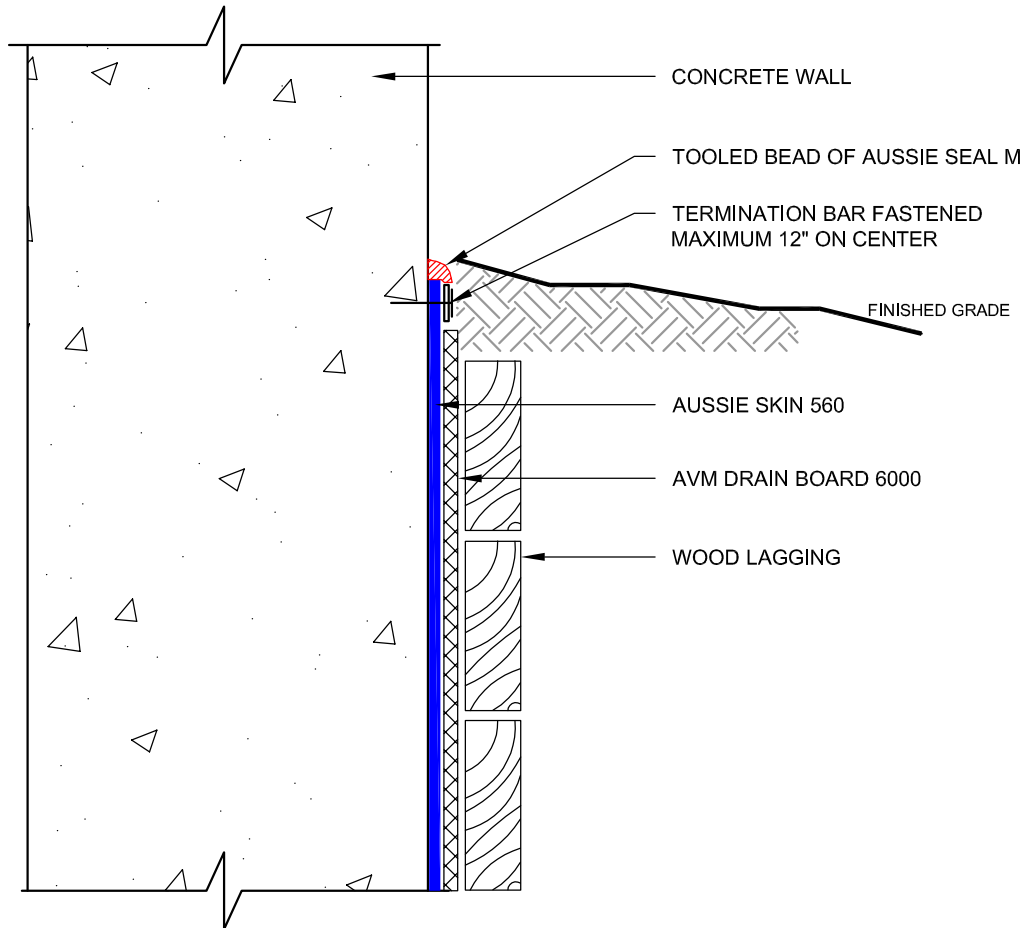 CONCRETE WALL
TOOLED BEAD OF AUSSIE SEAL M
TERMINATION BAR FASTENED
MAXIMUM 12" ON CENTER
FINISHED GRADE
AUSSIE SKIN 560
AVM DRAIN BOARD 6000
WOOD LAGGING